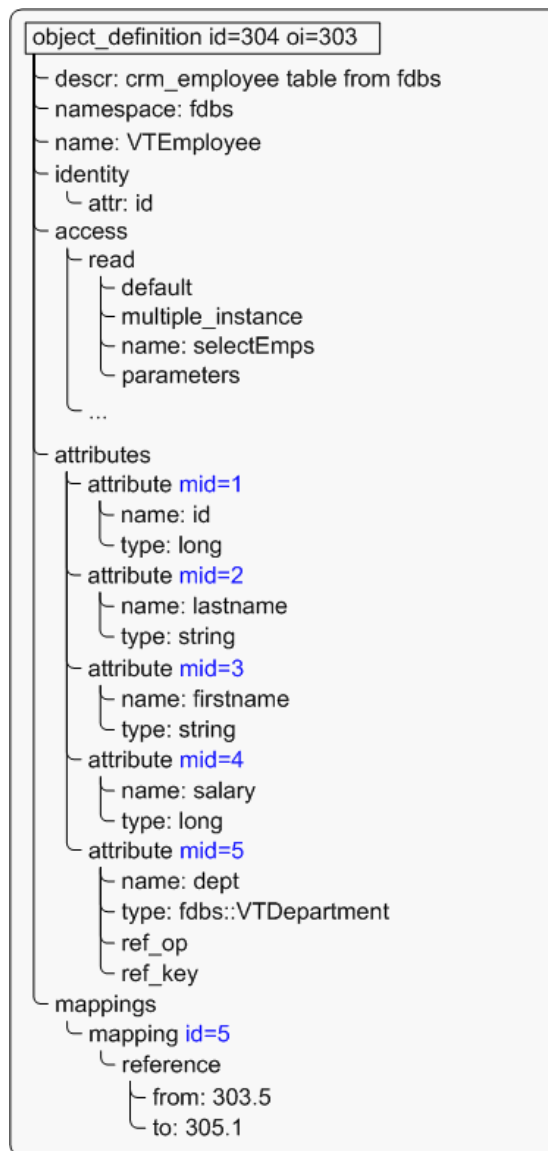 object_definition id=304 oi=303
descr: crm_employee table from fdbs
namespace: fdbs
name: VTEmployee
identity
attr: id
access
read
default
multiple_instance
name: selectEmps
parameters
...
attributes
attribute mid=1
name: id
type: long
attribute mid=2
name: lastname
type: string
attribute mid=3
name: firstname
type: string
attribute mid=4
name: salary
type: long
attribute mid=5
name: dept
type: fdbs::VTDepartment
ref_op
ref_key
mappings
mapping id=5
reference
from: 303.5
to: 305.1